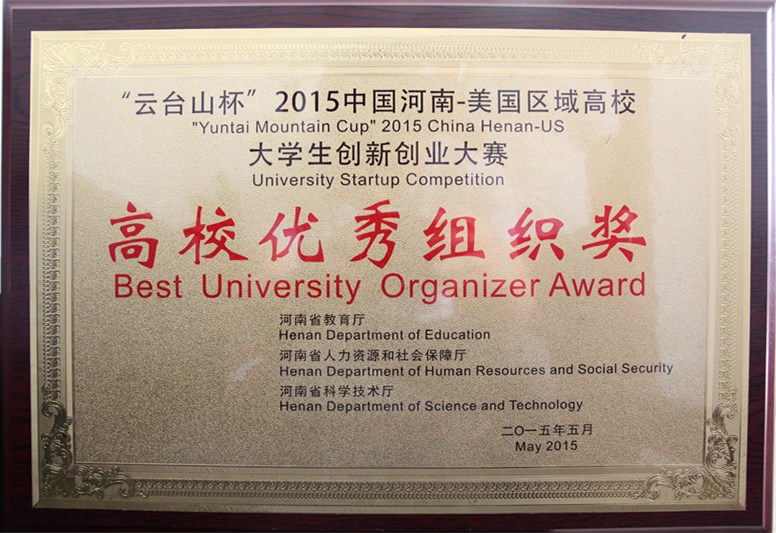 “云台山杯”2015中国河南-美国区域高校
"Yuntai Mountain Cup" 2015 China Henan-US
大学生创新创业大赛
University Startup Competition
高校优秀组织奖
Best University Organizer Award
河南省教育厅
Henan Department of Education
河南省人力资源和社会保障厅
Henan Department of Human Resources and Social Security
河南省科学技术厅
Henan Department of Science and Technology
二〇一五年五月
May 2015